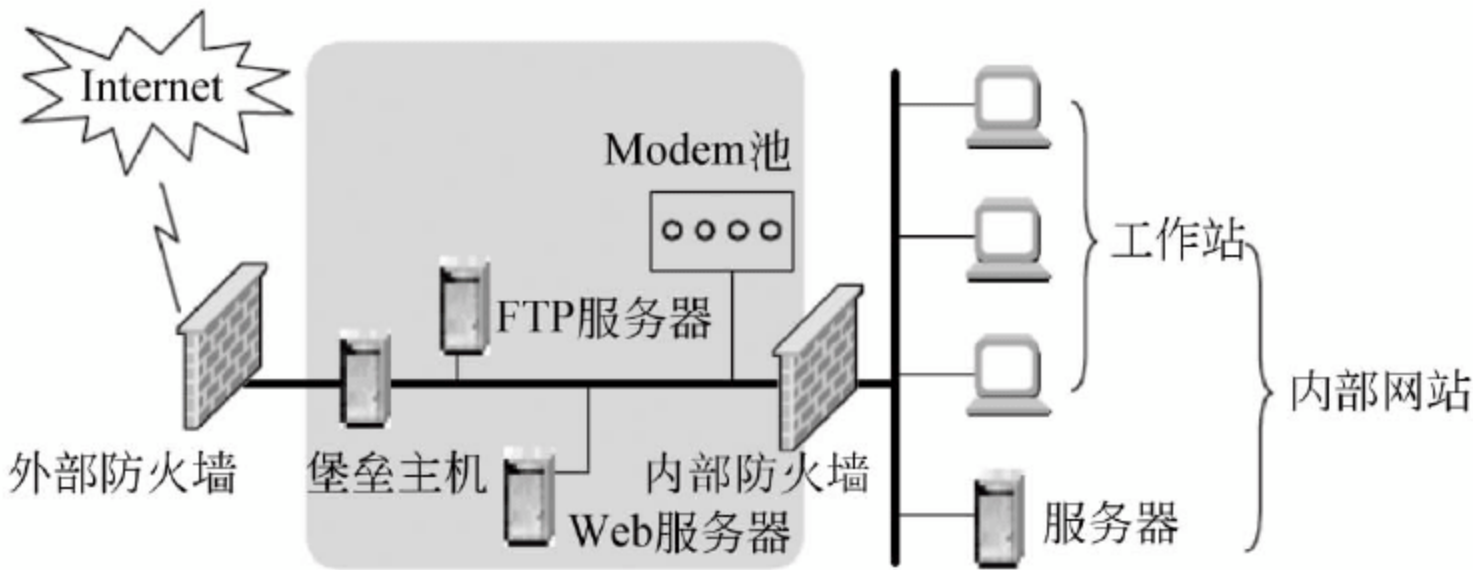 Internet
Modem池
工作站
FTP服务器
内部网站
外部防火墙
堡垒主机
内部防火墙
Web服务器
服务器